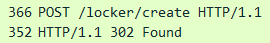 366 POST /locker/create HTTP/1.1
352 HTTP/1.1 302 Found